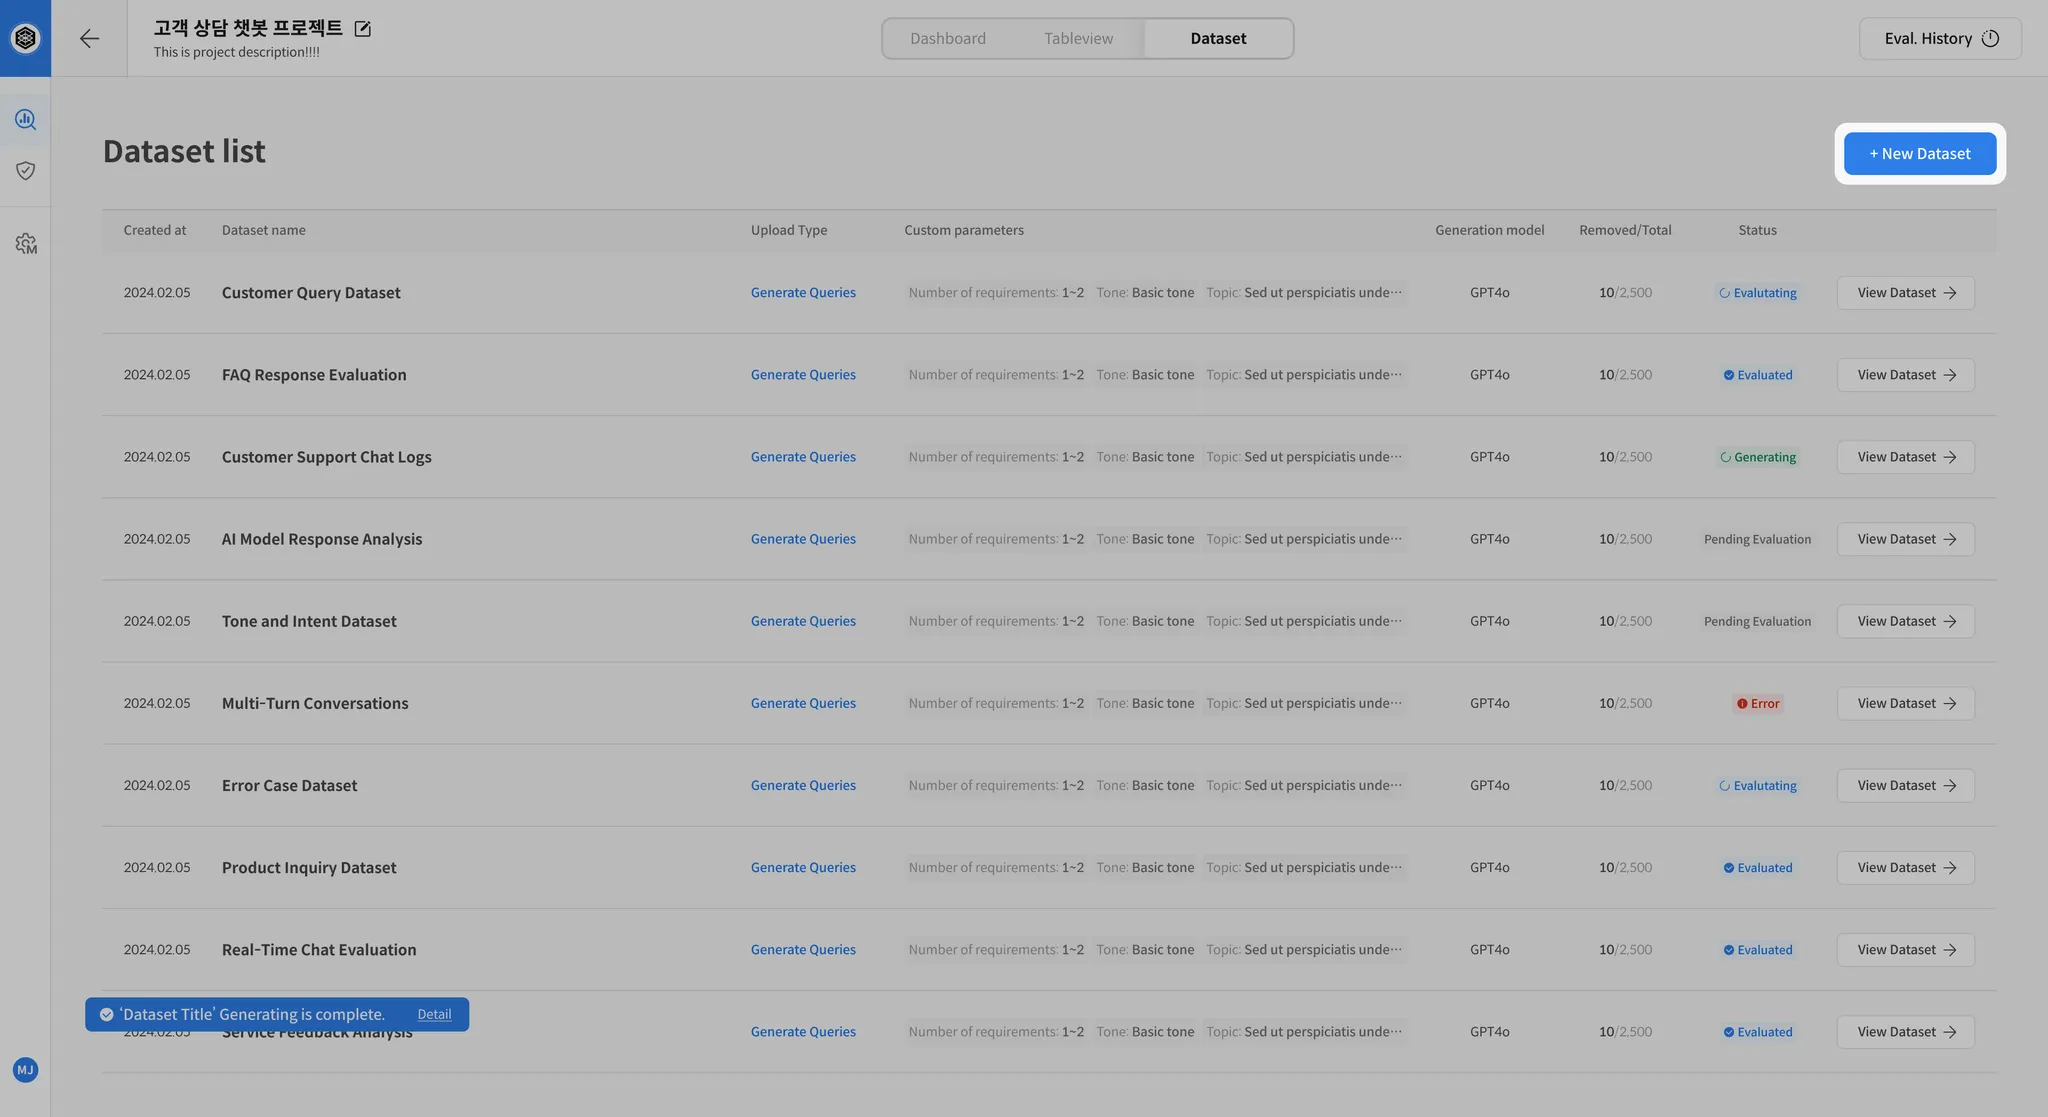 고객 상담 챗봇 프로젝트
This is project description!!!!
Dashboard Tableview Dataset
Eval. History
Dataset list
+ New Dataset
Created at Dataset name Upload Type Custom parameters Generation model Removed/Total Status
2024.02.05 Customer Query Dataset Generate Queries Number of requirements: 1~2 Tone: Basic tone Topic: Sed ut perspiciatis unde··· GPT4o 10/2,500 Evalutating View Dataset →
2024.02.05 FAQ Response Evaluation Generate Queries Number of requirements: 1~2 Tone: Basic tone Topic: Sed ut perspiciatis unde··· GPT4o 10/2,500 Evaluated View Dataset →
2024.02.05 Customer Support Chat Logs Generate Queries Number of requirements: 1~2 Tone: Basic tone Topic: Sed ut perspiciatis unde··· GPT4o 10/2,500 Generating View Dataset →
2024.02.05 AI Model Response Analysis Generate Queries Number of requirements: 1~2 Tone: Basic tone Topic: Sed ut perspiciatis unde··· GPT4o 10/2,500 Pending Evaluation View Dataset →
2024.02.05 Tone and Intent Dataset Generate Queries Number of requirements: 1~2 Tone: Basic tone Topic: Sed ut perspiciatis unde··· GPT4o 10/2,500 Pending Evaluation View Dataset →
2024.02.05 Multi-Turn Conversations Generate Queries Number of requirements: 1~2 Tone: Basic tone Topic: Sed ut perspiciatis unde··· GPT4o 10/2,500 Error View Dataset →
2024.02.05 Error Case Dataset Generate Queries Number of requirements: 1~2 Tone: Basic tone Topic: Sed ut perspiciatis unde··· GPT4o 10/2,500 Evalutating View Dataset →
2024.02.05 Product Inquiry Dataset Generate Queries Number of requirements: 1~2 Tone: Basic tone Topic: Sed ut perspiciatis unde··· GPT4o 10/2,500 Evaluated View Dataset →
2024.02.05 Real-Time Chat Evaluation Generate Queries Number of requirements: 1~2 Tone: Basic tone Topic: Sed ut perspiciatis unde··· GPT4o 10/2,500 Evaluated View Dataset →
‘Dataset Title’ Generating is complete. Detail
2024.02.05 Service Feedback Analysis Generate Queries Number of requirements: 1~2 Tone: Basic tone Topic: Sed ut perspiciatis unde··· GPT4o 10/2,500 Evaluated View Dataset →
MJ